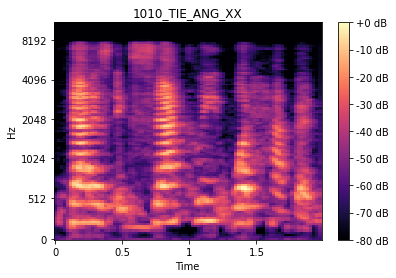 1010_TIE_ANG_XX
8192
4096
2048
1024
512
0
Hz
0
0.5
1
1.5
Time
+0 dB
-10 dB
-20 dB
-30 dB
-40 dB
-50 dB
-60 dB
-70 dB
-80 dB